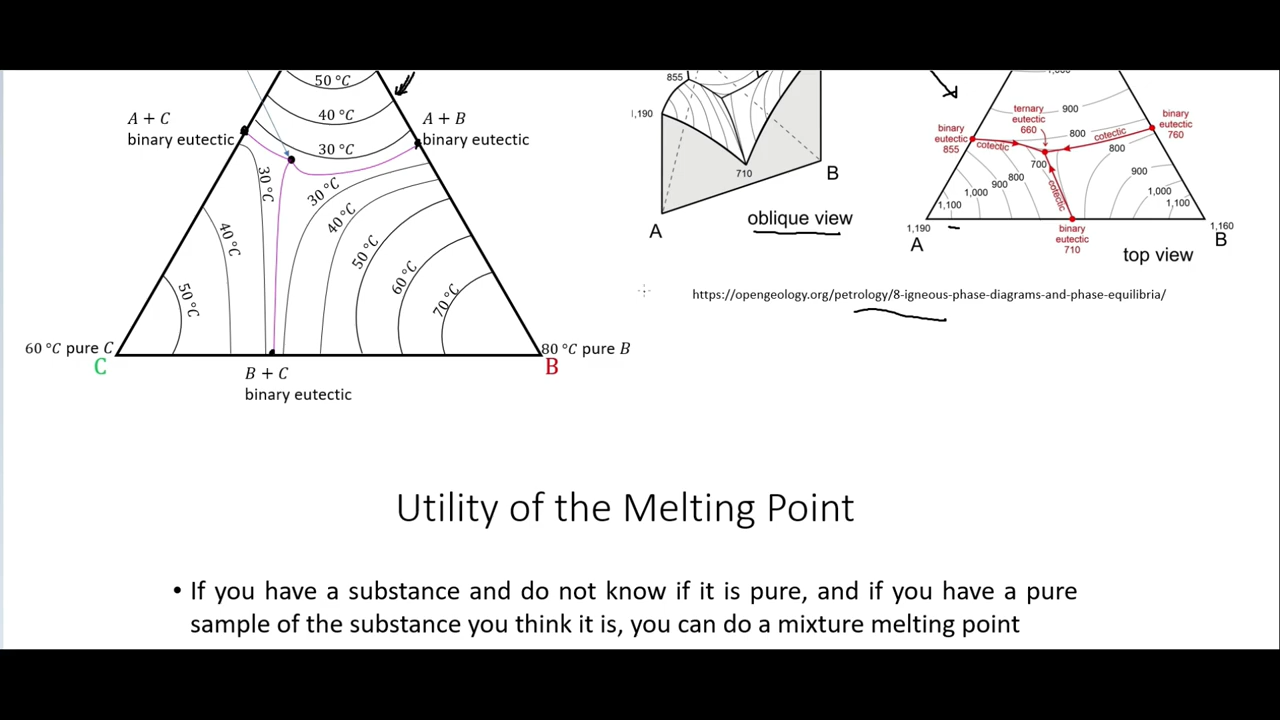 50 °C
40 °C
30 °C
A + C
binary eutectic
A + B
binary eutectic
30 °C
30 °C
40 °C
40 °C
50 °C
50 °C
60 °C
70 °C
60 °C pure C
C
80 °C pure B
B
B + C
binary eutectic
855
1,190
710
A
B
oblique view
900
ternary
eutectic
660
800
binary
eutectic
760
binary
eutectic
855
cotectic
cotectic
cotectic
700
800
800
900
900
1,000
1,100
1,000
1,100
1,190
A
1,160
B
binary
eutectic
710
top view
https://opengeology.org/petrology/8-igneous-phase-diagrams-and-phase-equilibria/
Utility of the Melting Point
• If you have a substance and do not know if it is pure, and if you have a pure
sample of the substance you think it is, you can do a mixture melting point